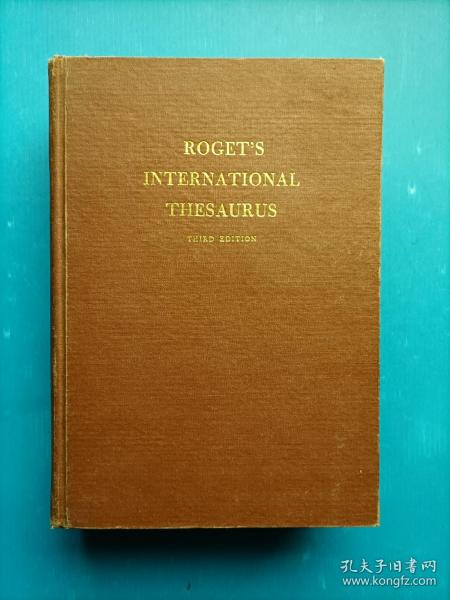 ROGET'S
INTERNATIONAL
THESAURUS
THIRD EDITION
孔夫子旧书网
www.kongfz.com